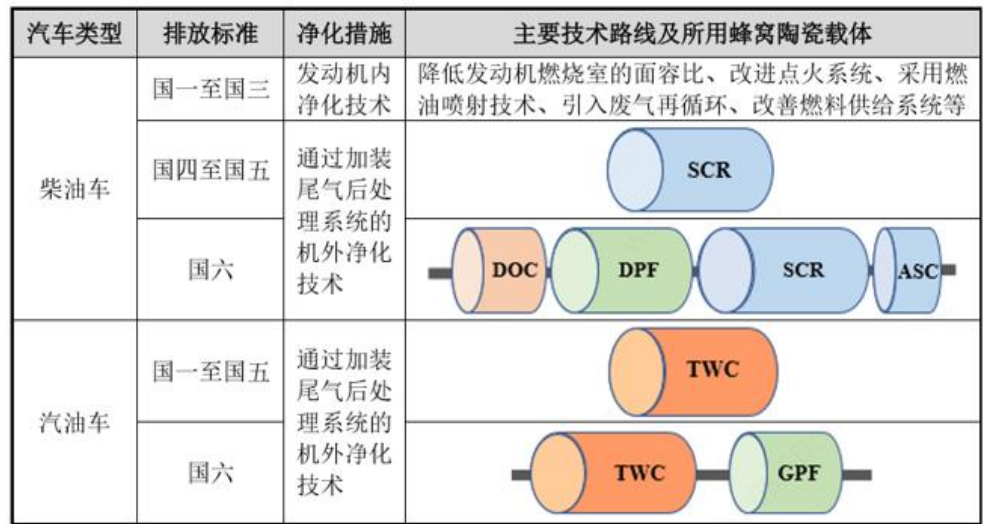 汽车类型 排放标准 净化措施 主要技术路线及所用蜂窝陶瓷载体
柴油车
国一至国三
发动机内
净化技术
降低发动机燃烧室的面容比、改进点火系统、采用燃
油喷射技术、引入废气再循环、改善燃料供给系统等
国四至国五
通过加装
尾气后处
理系统的
机外净化
技术
SCR
国六
DOC DPF SCR ASC
汽油车
国一至国五
通过加装
尾气后处
理系统的
机外净化
技术
TWC
国六
TWC GPF